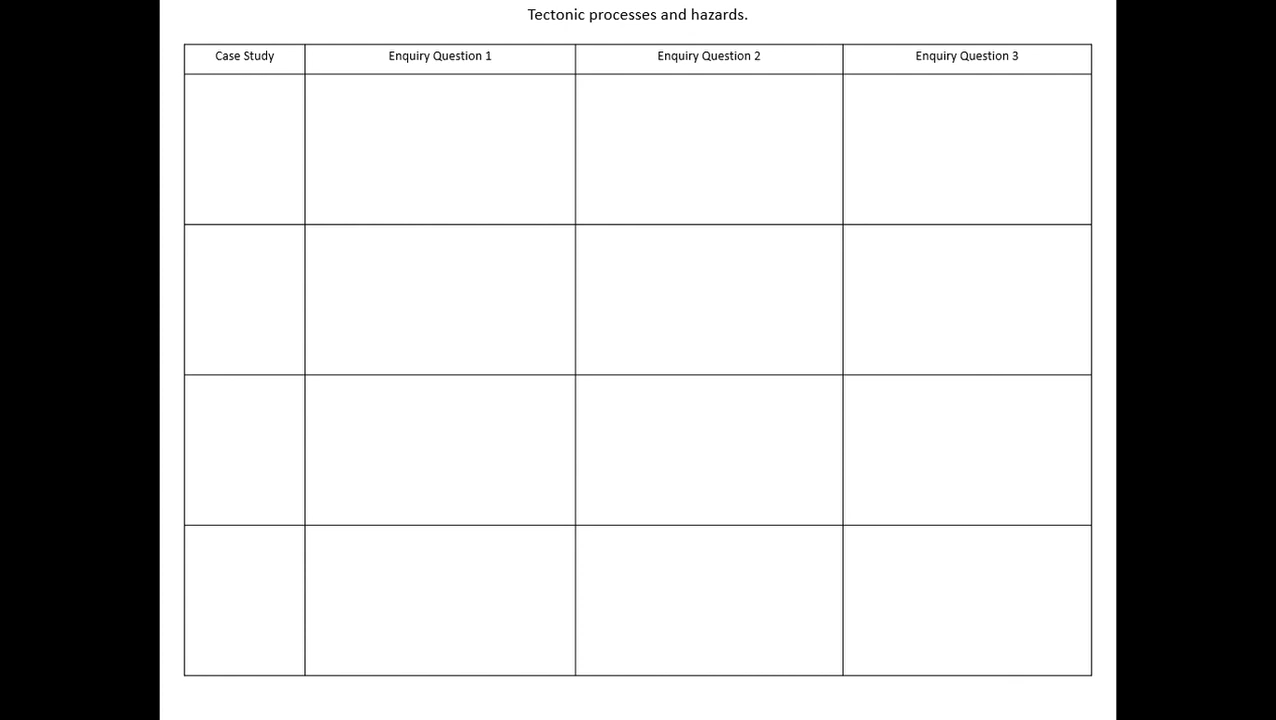 Tectonic processes and hazards.
Case Study
Enquiry Question 1
Enquiry Question 2
Enquiry Question 3